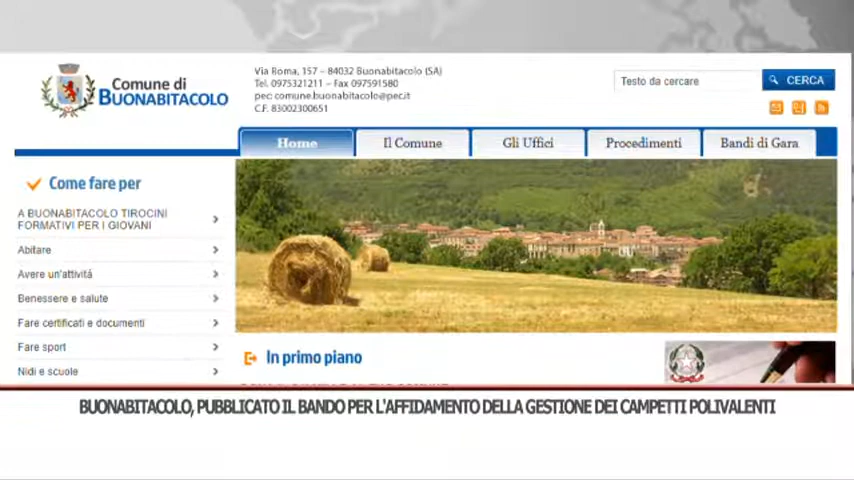 Comune di
BUONABITACOLO
Via Roma, 157 – 84032 Buonabitacolo (SA)
Tel. 0975321211 – Fax 097591580
pec: comune.buonabitacolo@pec.it
C.F. 83002300651
Testo da cercare
CERCA
Home
Il Comune
Gli Uffici
Procedimenti
Bandi di Gara
Come fare per
A BUONABITACOLO TIROCINI
FORMATIVI PER I GIOVANI
Abitare
Avere un'attivitá
Benessere e salute
Fare certificati e documenti
Fare sport
Nidi e scuole
In primo piano
BUONABITACOLO, PUBBLICATO IL BANDO PER L'AFFIDAMENTO DELLA GESTIONE DEI CAMPETTI POLIVALENTI